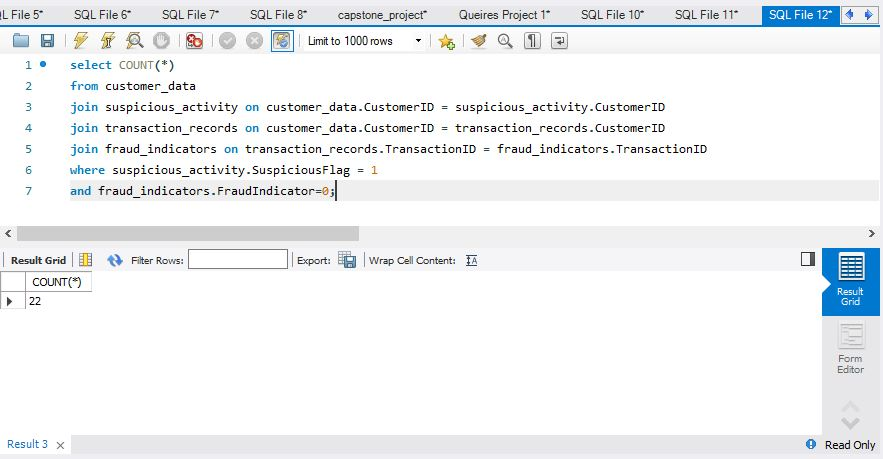 L File 5* SQL File 6* SQL File 7* SQL File 8* capstone_project* Queires Project 1* SQL File 10* SQL File 11* SQL File 12*
Limit to 1000 rows
1 select COUNT(*)
2 from customer_data
3 join suspicious_activity on customer_data.CustomerID = suspicious_activity.CustomerID
4 join transaction_records on customer_data.CustomerID = transaction_records.CustomerID
5 join fraud_indicators on transaction_records.TransactionID = fraud_indicators.TransactionID
6 where suspicious_activity.SuspiciousFlag = 1
7 and fraud_indicators.FraudIndicator=0;
Result Grid Filter Rows: Export: Wrap Cell Content: IA
COUNT(*)
22
Result
Grid
Form
Editor
Result 3 Read Only